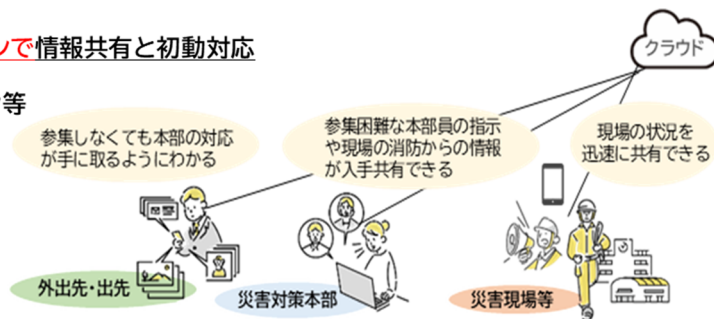 ンで情報共有と初動対応
等
クラウド
参集しなくても本部の対応
が手に取るようにわかる
参集困難な本部員の指示
や現場の消防からの情報
が入手共有できる
現場の状況を
迅速に共有できる
外出先・出先
災害対策本部
災害現場等